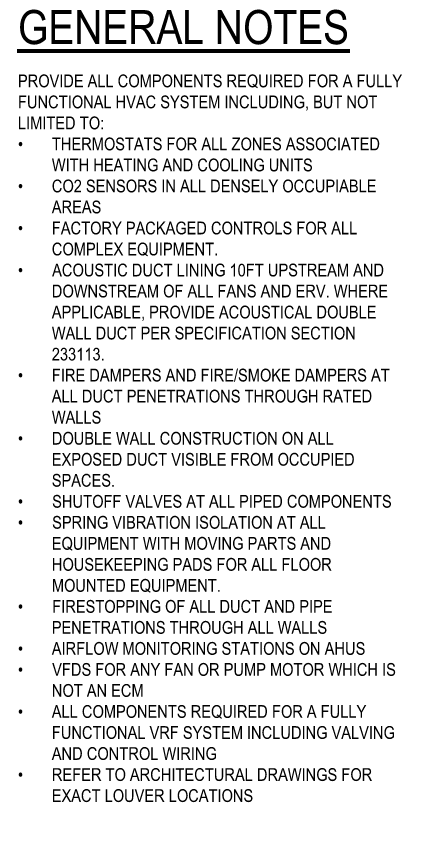 GENERAL NOTES
PROVIDE ALL COMPONENTS REQUIRED FOR A FULLY
FUNCTIONAL HVAC SYSTEM INCLUDING, BUT NOT
LIMITED TO:
• THERMOSTATS FOR ALL ZONES ASSOCIATED
WITH HEATING AND COOLING UNITS
• CO2 SENSORS IN ALL DENSELY OCCUPIABLE
AREAS
• FACTORY PACKAGED CONTROLS FOR ALL
COMPLEX EQUIPMENT.
• ACOUSTIC DUCT LINING 10FT UPSTREAM AND
DOWNSTREAM OF ALL FANS AND ERV. WHERE
APPLICABLE, PROVIDE ACOUSTICAL DOUBLE
WALL DUCT PER SPECIFICATION SECTION
233113.
• FIRE DAMPERS AND FIRE/SMOKE DAMPERS AT
ALL DUCT PENETRATIONS THROUGH RATED
WALLS
• DOUBLE WALL CONSTRUCTION ON ALL
EXPOSED DUCT VISIBLE FROM OCCUPIED
SPACES.
• SHUTOFF VALVES AT ALL PIPED COMPONENTS
• SPRING VIBRATION ISOLATION AT ALL
EQUIPMENT WITH MOVING PARTS AND
HOUSEKEEPING PADS FOR ALL FLOOR
MOUNTED EQUIPMENT.
• FIRESTOPPING OF ALL DUCT AND PIPE
PENETRATIONS THROUGH ALL WALLS
• AIRFLOW MONITORING STATIONS ON AHUS
• VFDS FOR ANY FAN OR PUMP MOTOR WHICH IS
NOT AN ECM
• ALL COMPONENTS REQUIRED FOR A FULLY
FUNCTIONAL VRF SYSTEM INCLUDING VALVING
AND CONTROL WIRING
• REFER TO ARCHITECTURAL DRAWINGS FOR
EXACT LOUVER LOCATIONS